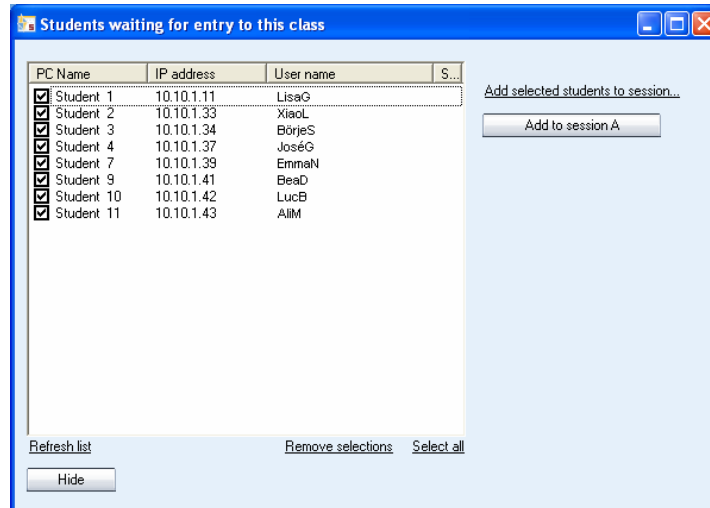 Students waiting for entry to this class
PC Name IP address User name S...
Student 1 10.10.1.11 LisaG
Student 2 10.10.1.33 XiaoL
Student 3 10.10.1.34 BörjeS
Student 4 10.10.1.37 JoséG
Student 7 10.10.1.39 EmmaN
Student 9 10.10.1.41 BeaD
Student 10 10.10.1.42 LucB
Student 11 10.10.1.43 AliM
Add selected students to session...
Add to session A
Refresh list Remove selections Select all
Hide